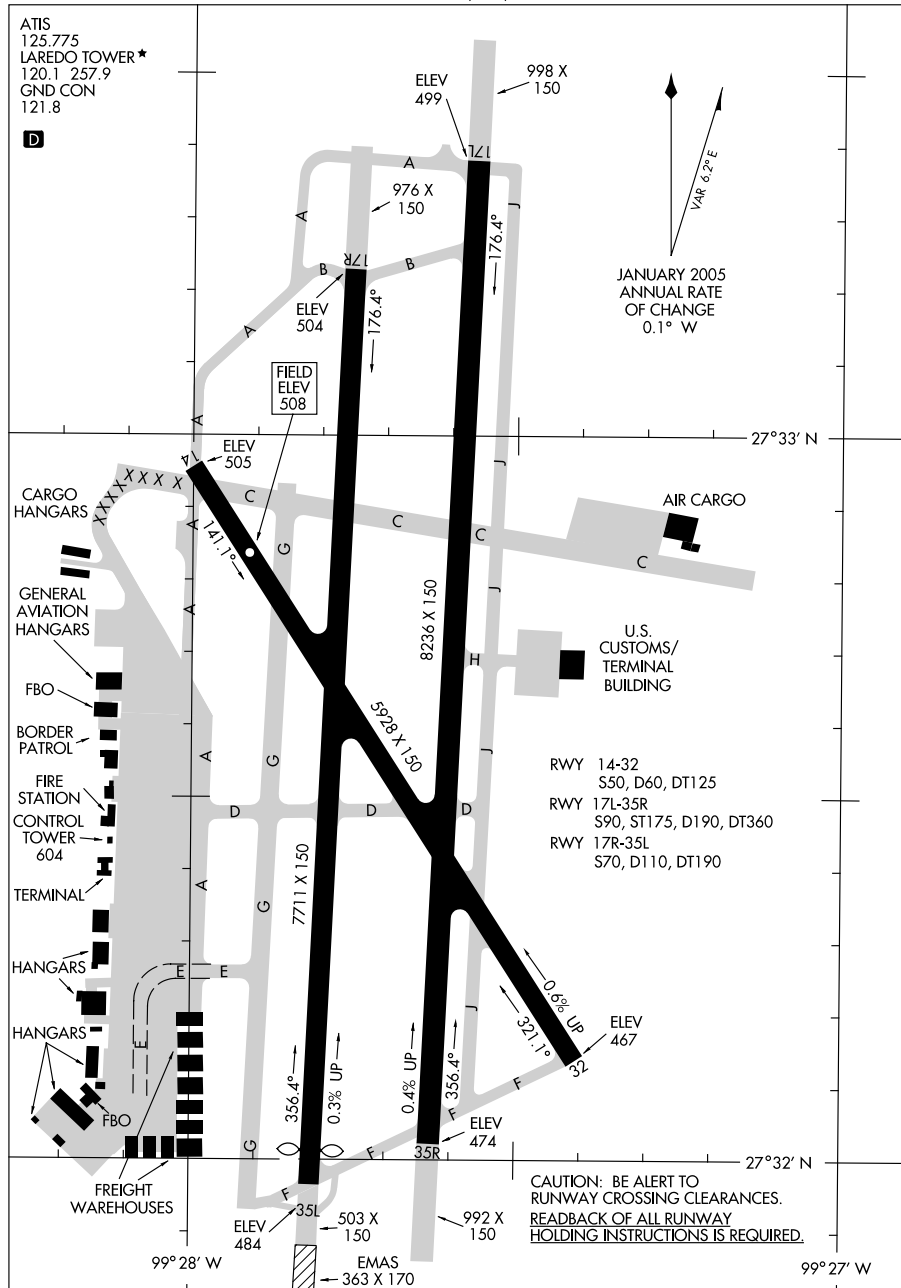 ATIS
125.775
LAREDO TOWER★
120.1 257.9
GND CON
121.8
D
ELEV
499
998 X
150
17L
A
J
VAR 6.2° E
976 X
150
A
176.4°
17R
B
B
ELEV
504
176.4°
JANUARY 2005
ANNUAL RATE
OF CHANGE
0.1° W
A
FIELD
ELEV
508
A
27°33' N
14
ELEV
505
J
X X X X X X X X
CARGO
HANGARS
C
C
C
C
AIR CARGO
A
141.1°
G
J
A
GENERAL
AVIATION
HANGARS
8236 X 150
U.S.
CUSTOMS/
TERMINAL
BUILDING
H
FBO
5928 X 150
BORDER
PATROL
A
G
J
FIRE
STATION
CONTROL
TOWER
604
D
D
D
RWY 14-32
S50, D60, DT125
RWY 17L-35R
S90, ST175, D190, DT360
RWY 17R-35L
S70, D110, DT190
TERMINAL
A
G
7711 X 150
HANGARS
E
E
J
0.6% UP
321.1°
ELEV
467
32
HANGARS
E
356.4°
0.3% UP
0.4% UP
356.4°
F
F
FBO
G
F
35R
ELEV
474
27°32' N
FREIGHT
WAREHOUSES
F
35L
ELEV
484
503 X
150
992 X
150
CAUTION: BE ALERT TO
RUNWAY CROSSING CLEARANCES.
READBACK OF ALL RUNWAY
HOLDING INSTRUCTIONS IS REQUIRED.
99°28' W
EMAS
363 X 170
99°27' W